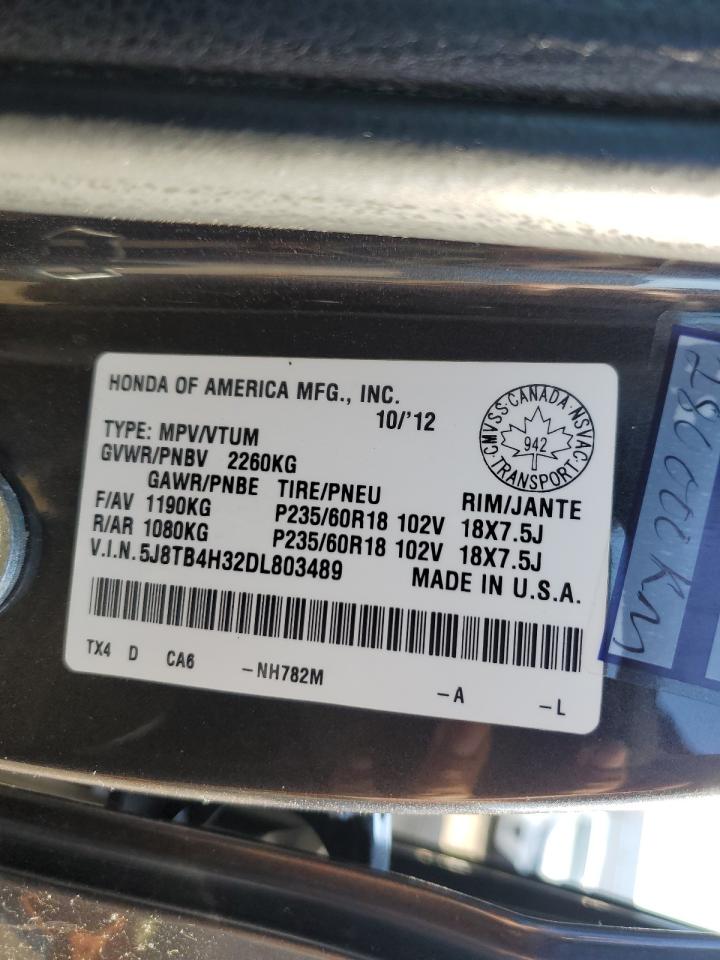 HONDA OF AMERICA MFG., INC.
10/'12
TYPE: MPV/VTUM
GVWR/PNBV 2260KG
GAWR/PNBE TIRE/PNEU RIM/JANTE
F/AV 1190KG P235/60R18 102V 18X7.5J
R/AR 1080KG P235/60R18 102V 18X7.5J
V.I.N. 5J8TB4H32DL803489 MADE IN U.S.A.
TX4 D CA6 -NH782M -A -L
CMVSS·CANADA·NSVAC·TRANSPORT·
942